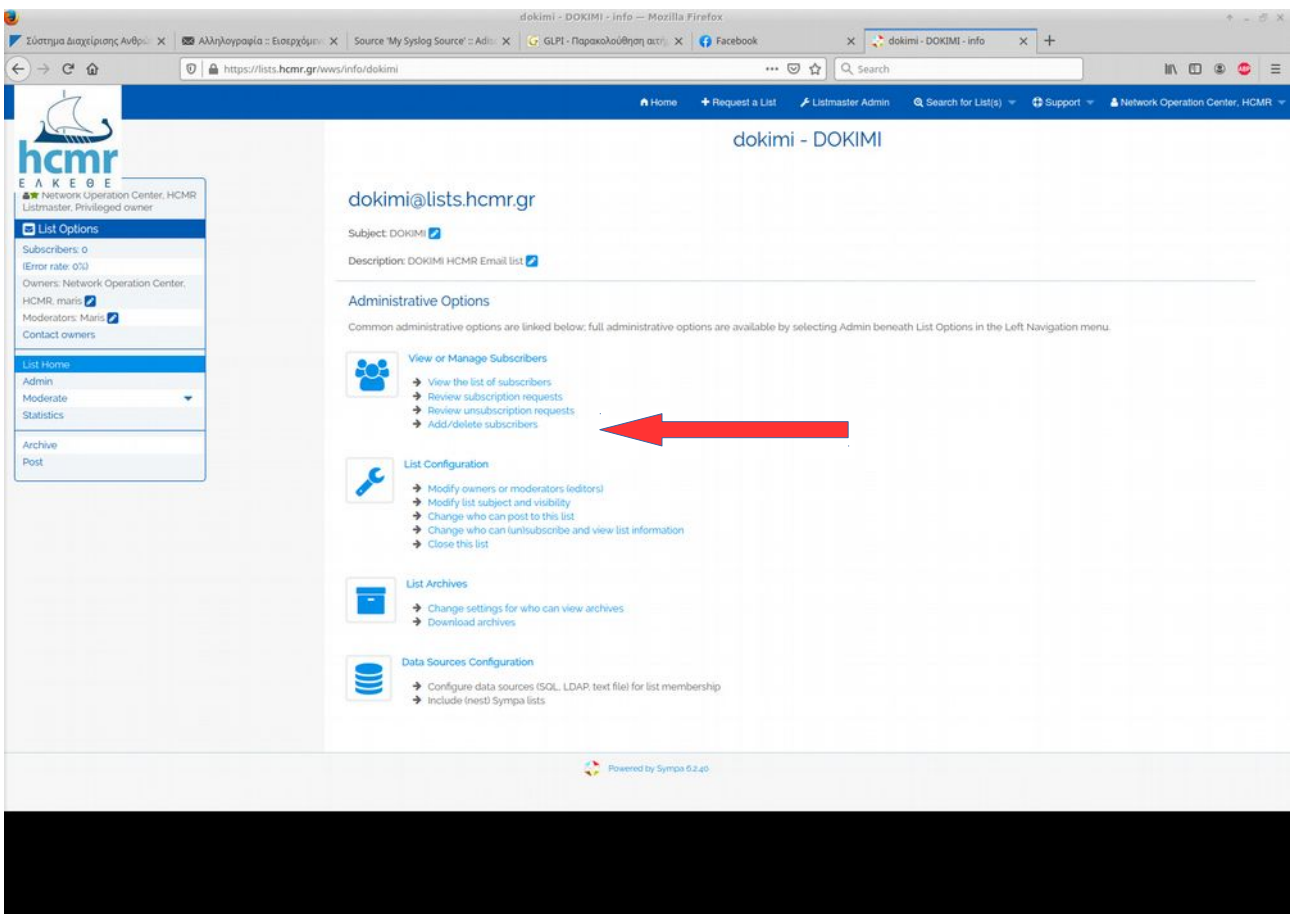 dokimi - DOKIMI - info — Mozilla Firefox
Σύστημα Διαχείρισης Ανθρώ
Αλληλογραφία :: Εισερχόμεν
Source 'My Syslog Source' :: Adis
GLPI - Παρακολούθηση αιτή
Facebook
dokimi - DOKIMI - info
https://lists.hcmr.gr/wws/info/dokimi
Search
ABP
Home
Request a List
Listmaster Admin
Search for List(s)
Support
Network Operation Center, HCMR
hcmr
Ε Λ Κ Ε Θ Ε
dokimi - DOKIMI
Network Operation Center, HCMR
Listmaster, Privileged owner
List Options
Subscribers: 0
(Error rate: 0%)
Owners: Network Operation Center,
HCMR, maris
Moderators: Maris
Contact owners
List Home
Admin
Moderate
Statistics
Archive
Post
dokimi@lists.hcmr.gr
Subject: DOKIMI
Description: DOKIMI HCMR Email list
Administrative Options
Common administrative options are linked below; full administrative options are available by selecting Admin beneath List Options in the Left Navigation menu.
View or Manage Subscribers
View the list of subscribers
Review subscription requests
Review unsubscription requests
Add/delete subscribers
List Configuration
Modify owners or moderators (editors)
Modify list subject and visibility
Change who can post to this list
Change who can (un)subscribe and view list information
Close this list
List Archives
Change settings for who can view archives
Download archives
Data Sources Configuration
Configure data sources (SQL, LDAP, text file) for list membership
Include (nest) Sympa lists
Powered by Sympa 6.2.40